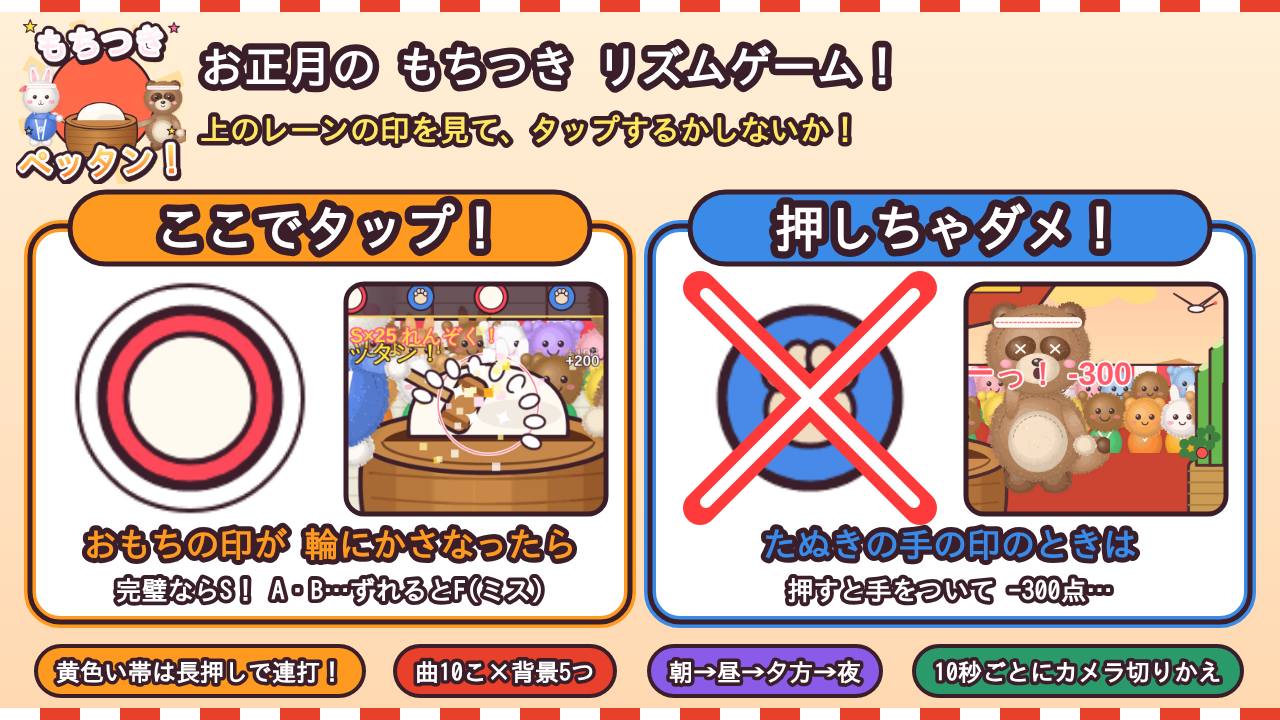 もちつき
ペッタン！
お正月の もちつき リズムゲーム！
上のレーンの印を見て、タップするかしないか！
ここでタップ！
S×25 れんぞく！
ッタン！
+200
おもちの印が 輪にかさなったら
完璧ならS！ A・B…ずれるとF(ミス)
押しちゃダメ！
ーっ！ -300
たぬきの手の印のときは
押すと手をついて -300点…
黄色い帯は長押しで連打！
曲10こ×背景5つ
朝→昼→夕方→夜
10秒ごとにカメラ切りかえ